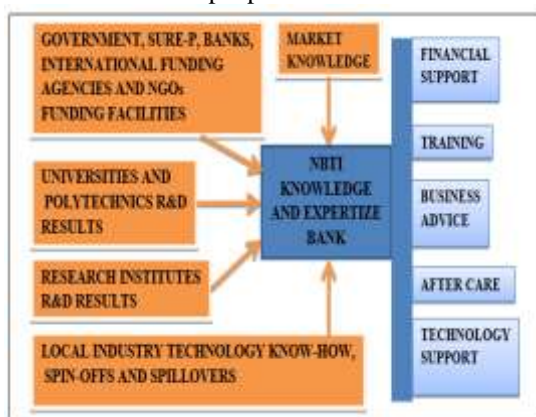 GOVERNMENT, SURE-P, BANKS,
INTERNATIONAL FUNDING
AGENCIES AND NGOs
FUNDING FACILITIES
MARKET
KNOWLEDGE
FINANCIAL
SUPPORT
TRAINING
NBTI
KNOWLEDGE
AND EXPERTIZE
BANK
UNIVERSITIES AND
POLYTECHNICS R&D
RESULTS
BUSINESS
ADVICE
RESEARCH INSTITUTES
R&D RESULTS
AFTER CARE
LOCAL INDUSTRY TECHNOLOGY KNOW-HOW,
SPIN-OFFS AND SPILLOVERS
TECHNOLOGY
SUPPORT